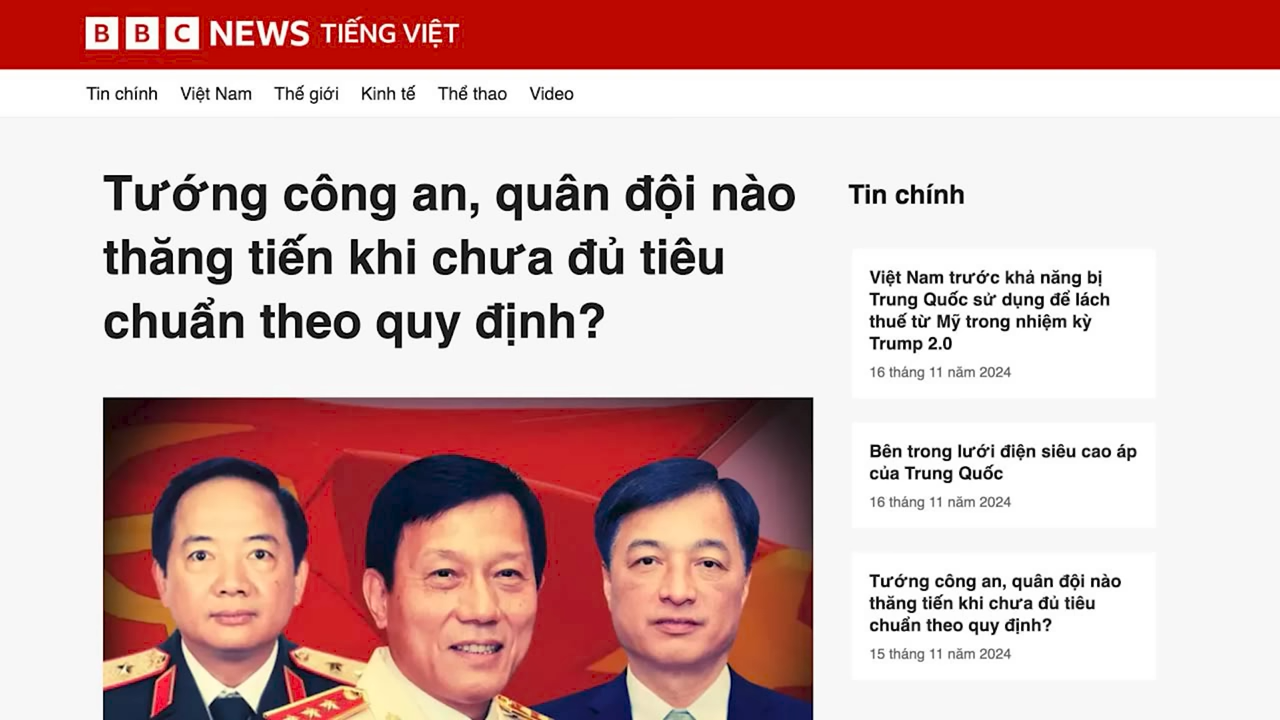 BBC NEWS TIẾNG VIỆT
Tin chính Việt Nam Thế giới Kinh tế Thể thao Video
Tướng công an, quân đội nào
thăng tiến khi chưa đủ tiêu
chuẩn theo quy định?
Tin chính
Việt Nam trước khả năng bị
Trung Quốc sử dụng để lách
thuế từ Mỹ trong nhiệm kỳ
Trump 2.0
16 tháng 11 năm 2024
Bên trong lưới điện siêu cao áp
của Trung Quốc
16 tháng 11 năm 2024
Tướng công an, quân đội nào
thăng tiến khi chưa đủ tiêu
chuẩn theo quy định?
15 tháng 11 năm 2024